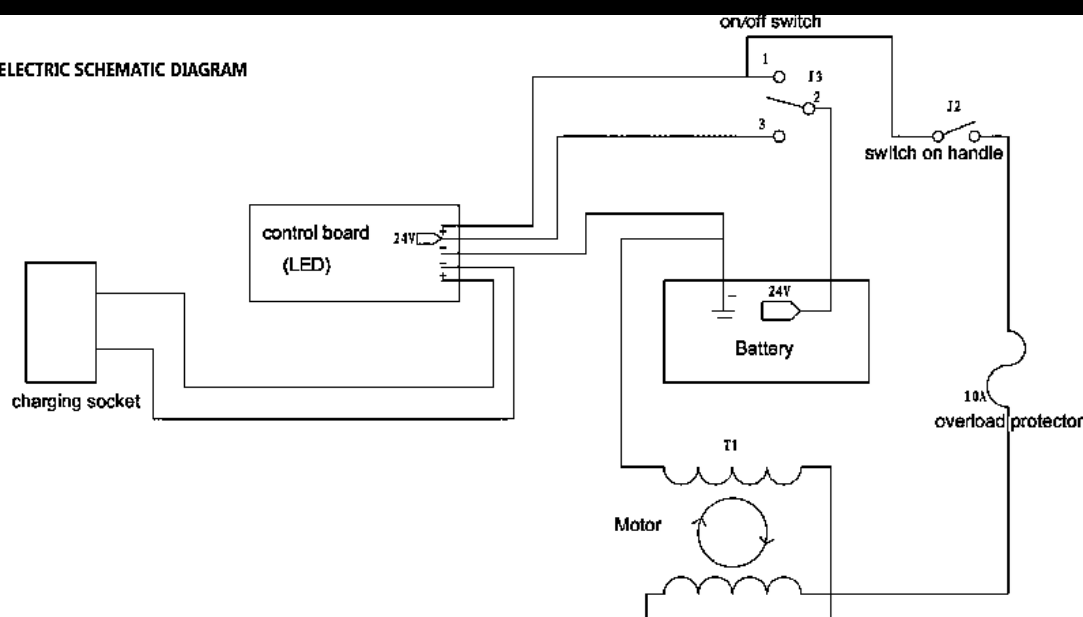 on/off switch
ELECTRIC SCHEMATIC DIAGRAM
1
J3
2
J2
3
switch on handle
control board
24V
+
-
-
+
(LED)
24V
-
Battery
charging socket
10A
overload protector
T1
Motor